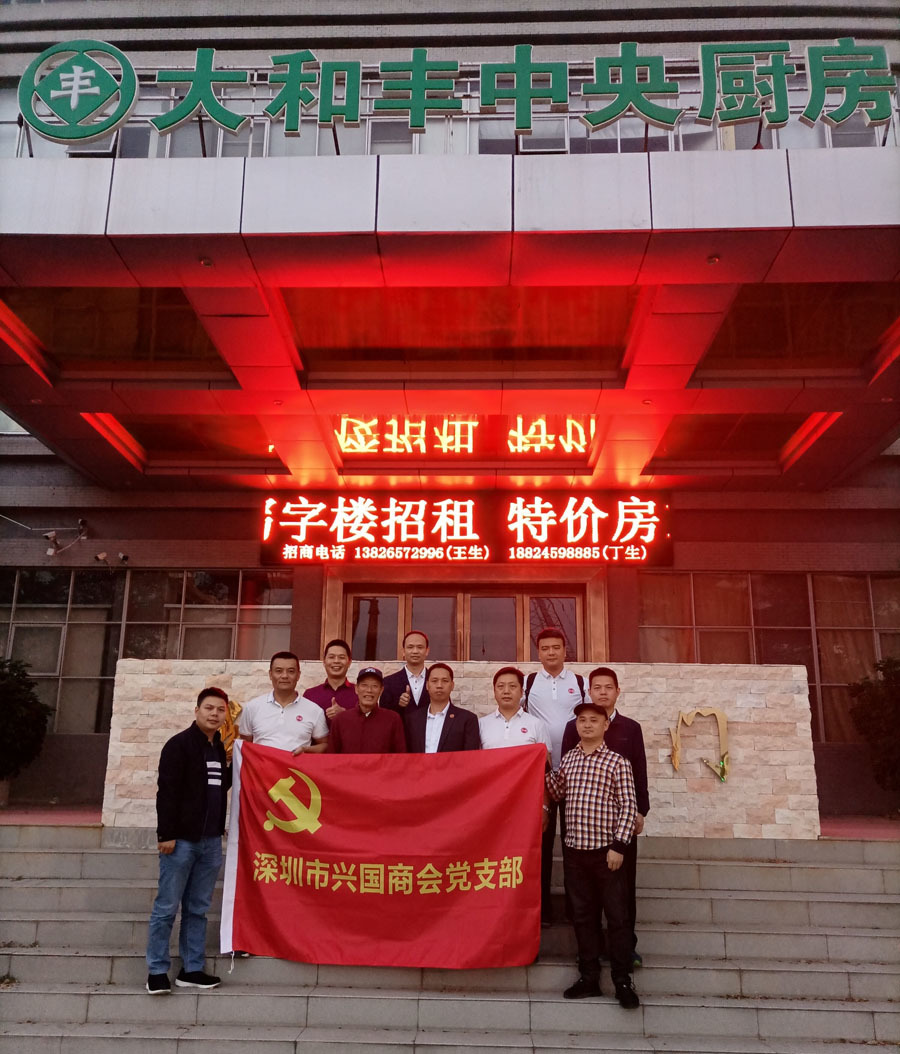 丰 大和丰中央厨房
字楼招租 特价房
招商电话 13826572996(王生) 18824598885(丁生)
深圳市兴国商会党支部